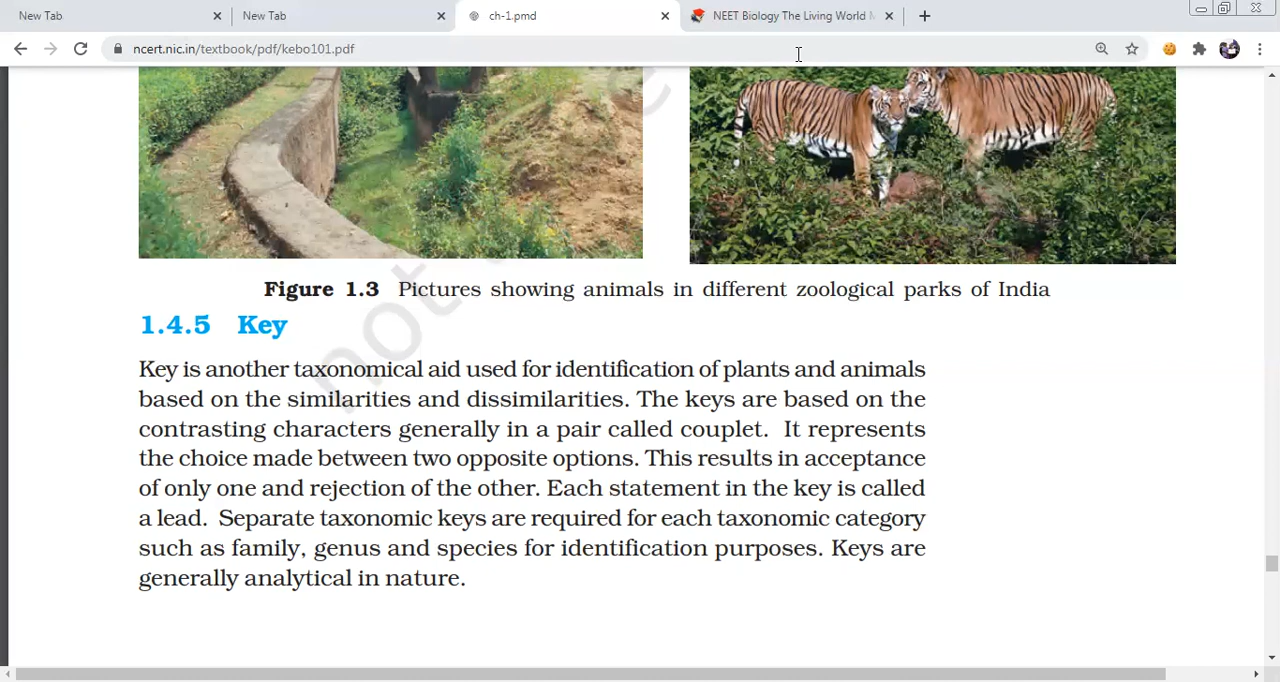 New Tab
New Tab
ch-1.pmd
NEET Biology The Living World
ncert.nic.in/textbook/pdf/kebo101.pdf
not
Figure 1.3 Pictures showing animals in different zoological parks of India
1.4.5 Key
Key is another taxonomical aid used for identification of plants and animals
based on the similarities and dissimilarities. The keys are based on the
contrasting characters generally in a pair called couplet. It represents
the choice made between two opposite options. This results in acceptance
of only one and rejection of the other. Each statement in the key is called
a lead. Separate taxonomic keys are required for each taxonomic category
such as family, genus and species for identification purposes. Keys are
generally analytical in nature.